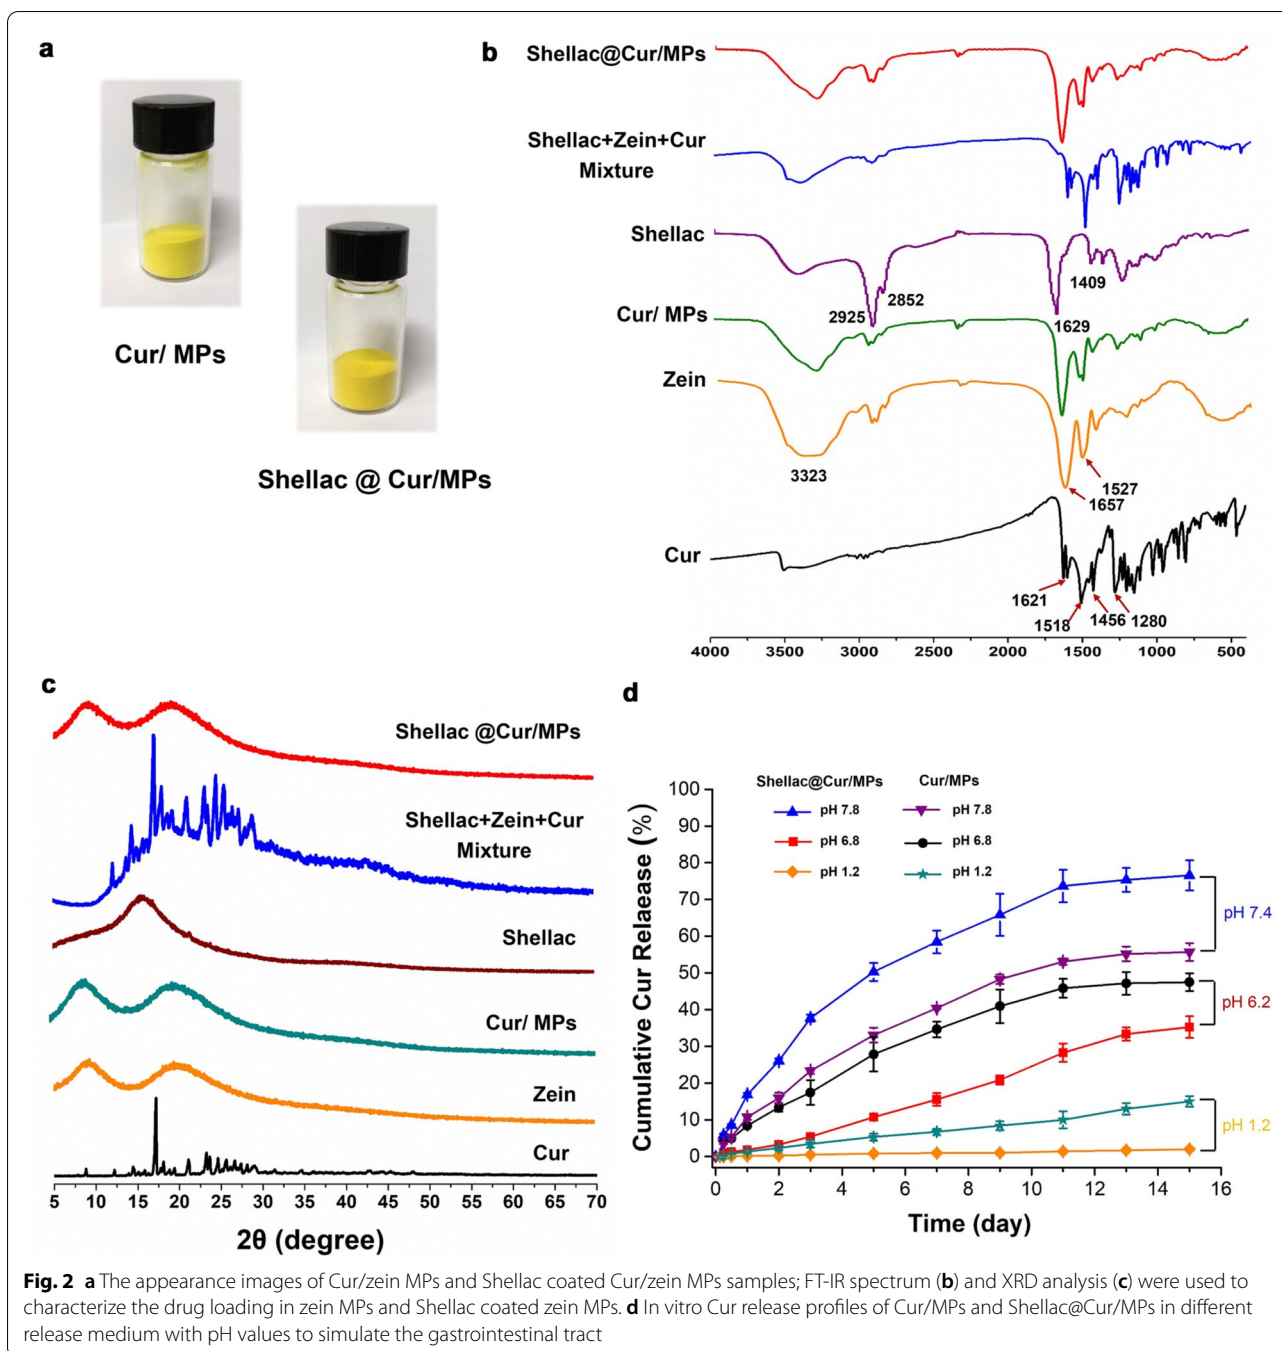 a
Cur/ MPs
Shellac @ Cur/MPs
b
Shellac@Cur/MPs
Shellac+Zein+Cur
Mixture
Shellac
2925
2852
1409
1629
Cur/ MPs
Zein
3323
1527
1657
Cur
1621
1518
1456
1280
4000 3500 3000 2500 2000 1500 1000 500
c
Shellac @Cur/MPs
Shellac+Zein+Cur
Mixture
Shellac
Cur/ MPs
Zein
Cur
5 10 15 20 25 30 35 40 45 50 55 60 65 70
2θ (degree)
d
Shellac@Cur/MPs Cur/MPs
pH 7.8 pH 7.8
pH 6.8 pH 6.8
pH 1.2 pH 1.2
100
90
80
70
60
50
40
30
20
10
0
Cumulative Cur Relaease (%)
pH 7.4
pH 6.2
pH 1.2
0 2 4 6 8 10 12 14 16
Time (day)
Fig. 2 a The appearance images of Cur/zein MPs and Shellac coated Cur/zein MPs samples; FT-IR spectrum (b) and XRD analysis (c) were used to
characterize the drug loading in zein MPs and Shellac coated zein MPs. d In vitro Cur release profiles of Cur/MPs and Shellac@Cur/MPs in different
release medium with pH values to simulate the gastrointestinal tract